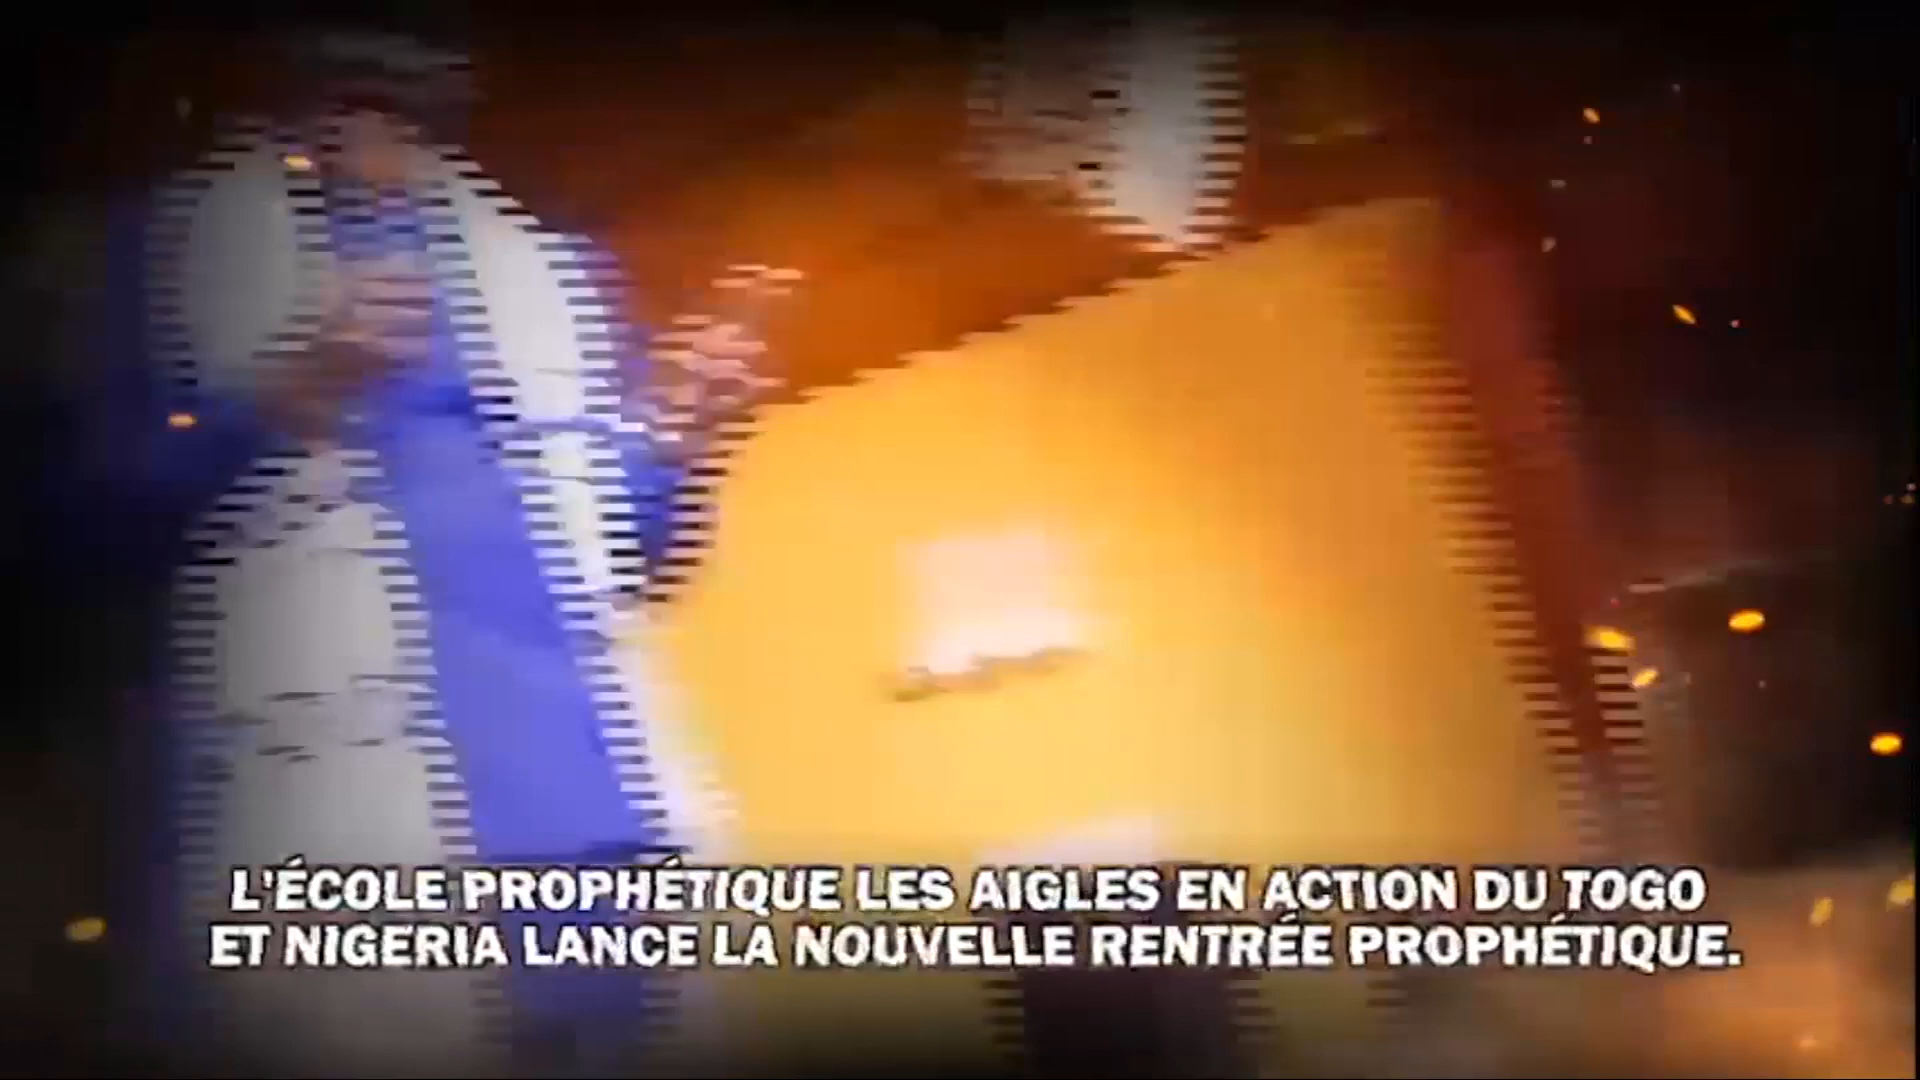 L'ÉCOLE PROPHÉTIQUE LES AIGLES EN ACTION DU TOGO
ET NIGERIA LANCE LA NOUVELLE RENTRÉE PROPHÉTIQUE.